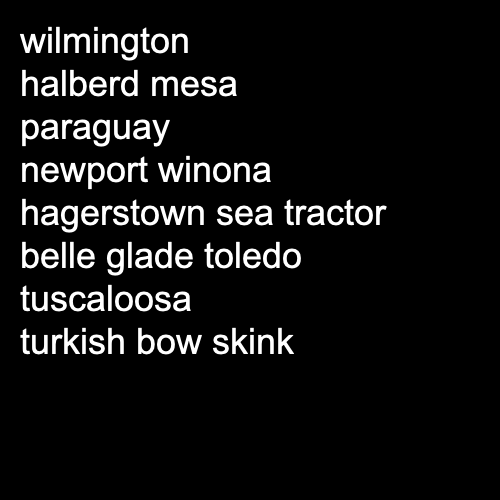 wilmington
halberd mesa
paraguay
newport winona
hagerstown sea tractor
belle glade toledo
tuscaloosa
turkish bow skink